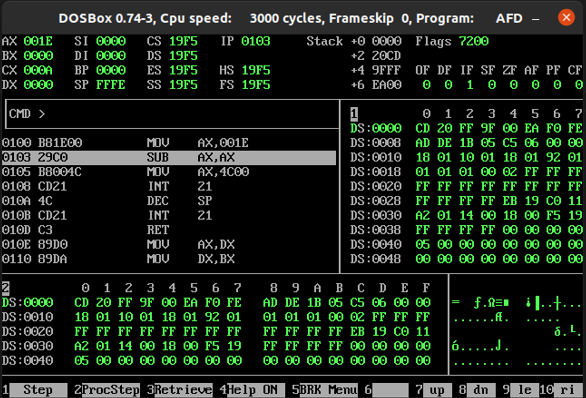 DOSBox 0.74-3, Cpu speed: 3000 cycles, Frameskip 0, Program: AFD
AX 001E SI 0000 CS 19F5 IP 0103 Stack +0 0000 Flags 7200
BX 0000 DI 0000 DS 19F5 +2 20CD
CX 000A BP 0000 ES 19F5 HS 19F5 +4 9FFF OF DF IF SF ZF AF PF CF
DX 0000 SP FFFE SS 19F5 FS 19F5 +6 EA00 0 0 1 0 0 0 0 0
CMD >
1 0 1 2 3 4 5 6 7
DS:0000 CD 20 FF 9F 00 EA F0 FE
DS:0008 AD DE 1B 05 C5 06 00 00
0100 B81E00 MOV AX,001E DS:0010 18 01 10 01 18 01 92 01
0103 29C0 SUB AX,AX DS:0018 01 01 01 00 02 FF FF FF
0105 B8004C MOV AX,4C00 DS:0020 FF FF FF FF FF FF FF FF
0108 CD21 INT 21 DS:0028 FF FF FF FF EB 19 C0 11
010A 4C DEC SP DS:0030 A2 01 14 00 18 00 F5 19
010B CD21 INT 21 DS:0038 FF FF FF FF 00 00 00 00
010D C3 RET DS:0040 05 00 00 00 00 00 00 00
010E 89D0 MOV AX,DX DS:0048 00 00 00 00 00 00 00 00
0110 89DA MOV DX,BX
2 0 1 2 3 4 5 6 7 8 9 A B C D E F
DS:0000 CD 20 FF 9F 00 EA F0 FE AD DE 1B 05 C5 06 00 00
DS:0010 18 01 10 01 18 01 92 01 01 01 01 00 02 FF FF FF
DS:0020 FF FF FF FF FF FF FF FF FF FF FF FF EB 19 C0 11
DS:0030 A2 01 14 00 18 00 F5 19 FF FF FF FF 00 00 00 00
DS:0040 05 00 00 00 00 00 00 00 00 00 00 00 00 00 00 00
1 Step 2ProcStep 3Retrieve 4Help ON 5BRK Menu 6 7 up 8 dn 9 le 10 ri